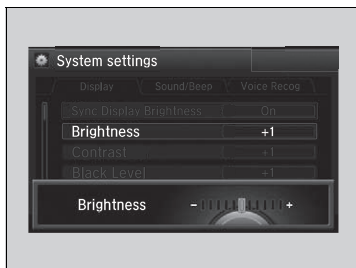 System settings
Display Sound/Beep Voice Recog
Sync Display Brightness On
Brightness +1
Contrast +1
Black Level +1
Brightness - +